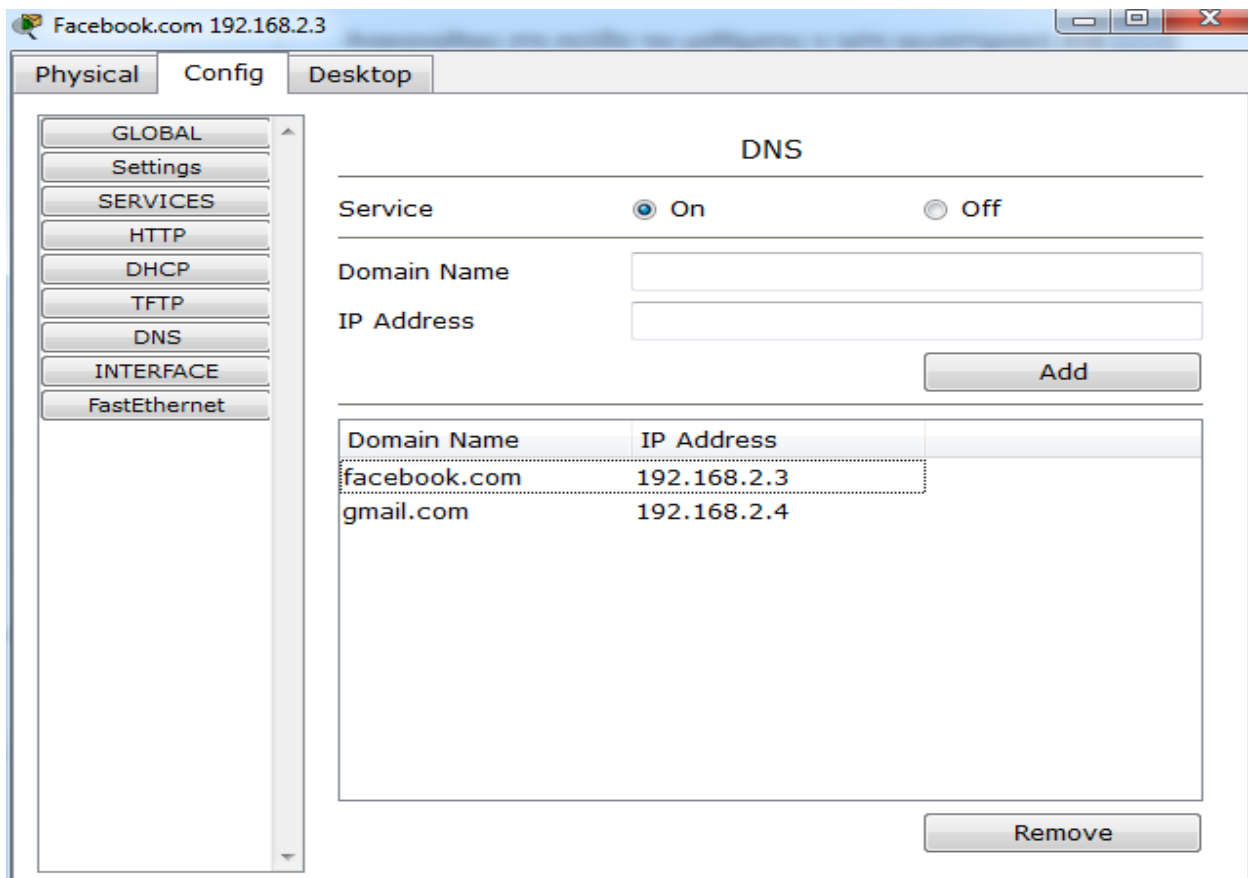 Facebook.com 192.168.2.3
Physical Config Desktop
GLOBAL
Settings
SERVICES
HTTP
DHCP
TFTP
DNS
INTERFACE
FastEthernet
DNS
Service On Off
Domain Name
IP Address
Add
Domain Name IP Address
facebook.com 192.168.2.3
gmail.com 192.168.2.4
Remove